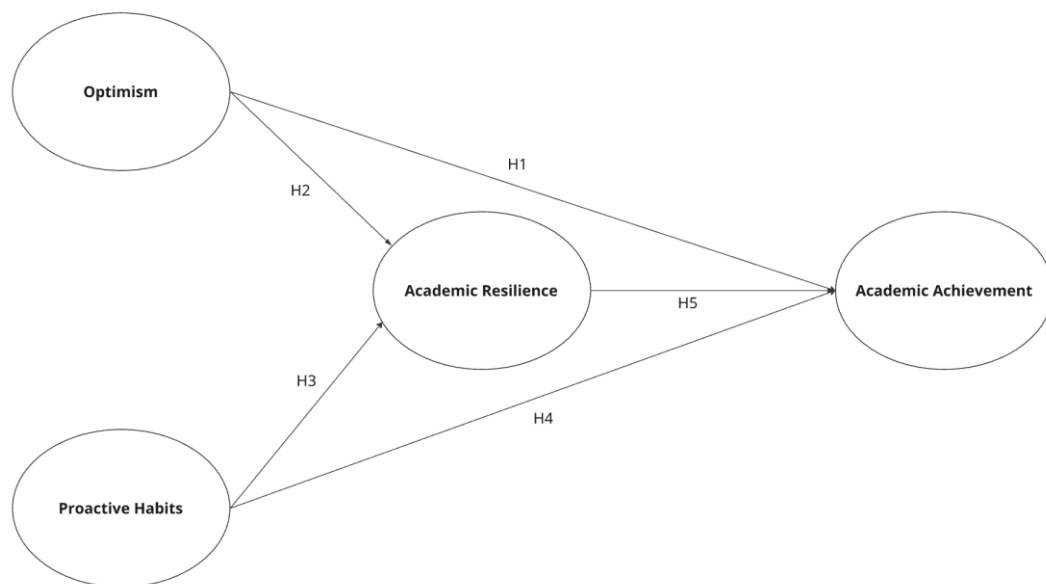 Optimism
H1
H2
Academic Resilience
Academic Achievement
H5
H3
H4
Proactive Habits